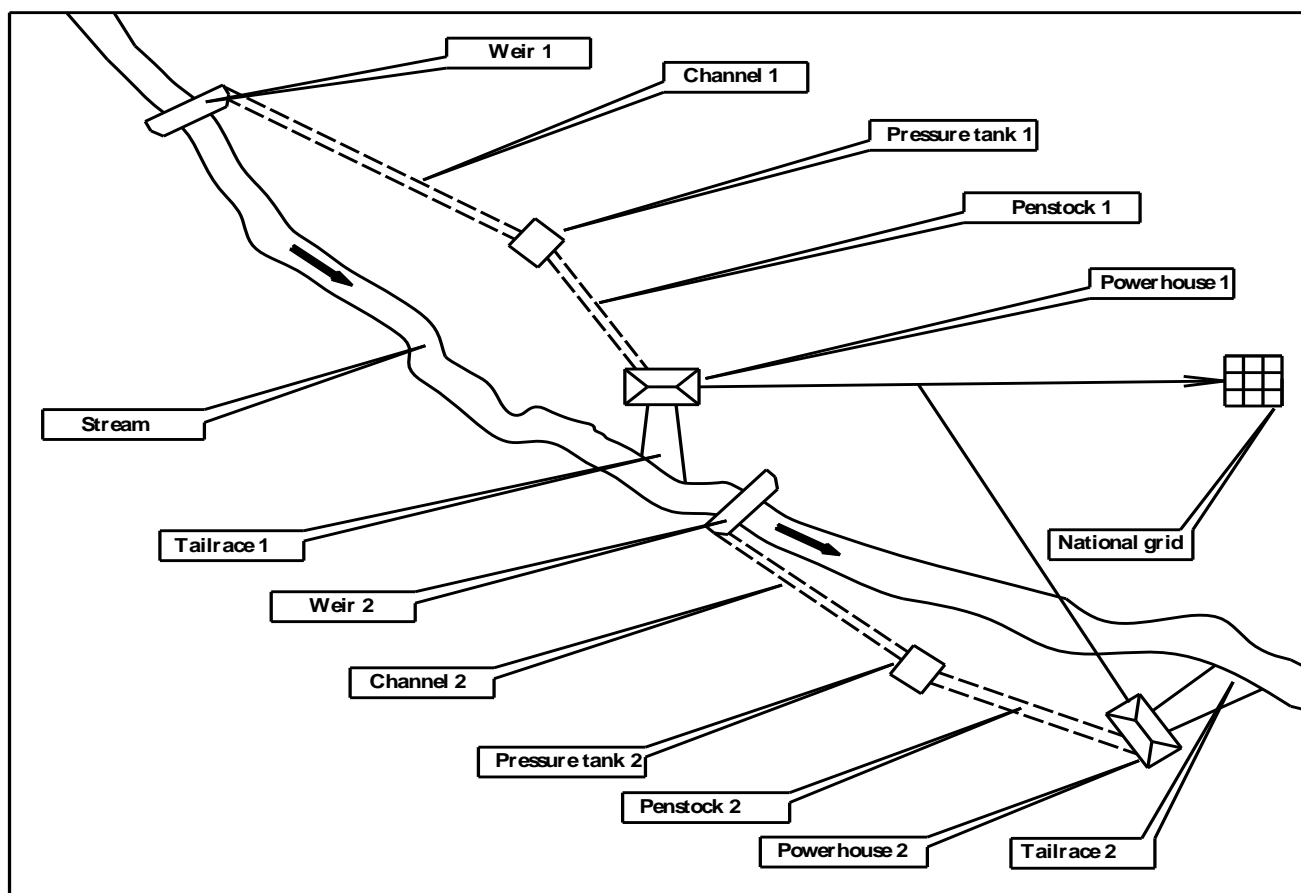 Weir 1
Channel 1
Pressure tank 1
Penstock 1
Powerhouse 1
Stream
Tailrace 1
National grid
Weir 2
Channel 2
Pressure tank 2
Penstock 2
Powerhouse 2
Tailrace 2